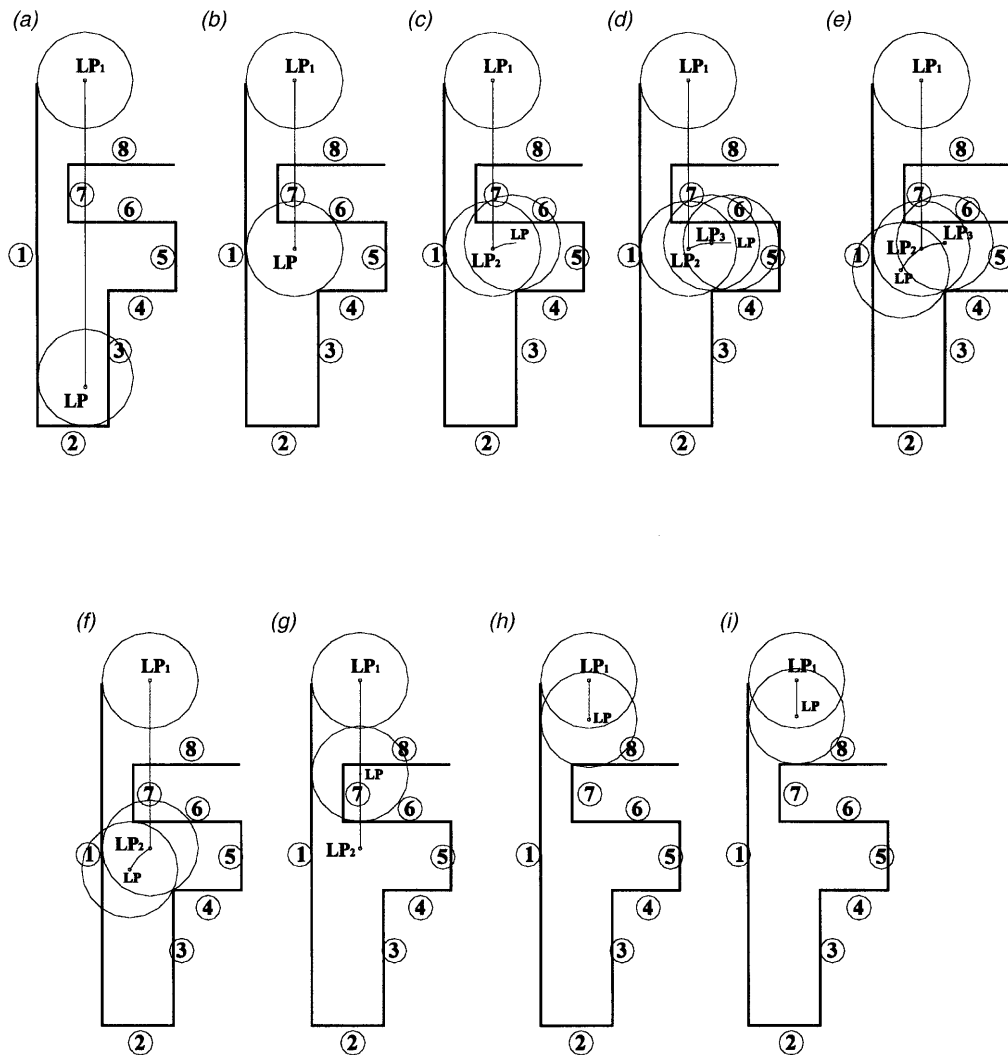 (a) (b) (c) (d) (e)
LP₁ LP₁ LP₁ LP₁ LP₁
⑧ ⑧ ⑧ ⑧ ⑧
⑦ ⑦ ⑦ ⑦ ⑦
⑥ ⑥ ⑥ ⑥ ⑥
① ⑤ ① LP ⑤ ① LP₂ LP ⑤ ① LP₂ LP₃ LP ⑤ ① LP₂ LP₃ LP ⑤
④ ④ ④ ④ ④
③ ③ ③ ③ ③
LP
② ② ② ② ②
(f) (g) (h) (i)
LP₁ LP₁ LP₁ LP₁
LP LP
⑧ ⑧ ⑧ ⑧
LP
⑦ ⑦ ⑦ ⑦
⑥ ⑥ ⑥ ⑥
① LP₂ ⑤ ① LP₂ ⑤ ① ⑤ ① ⑤
LP
④ ④ ④ ④
③ ③ ③ ③
② ② ② ②